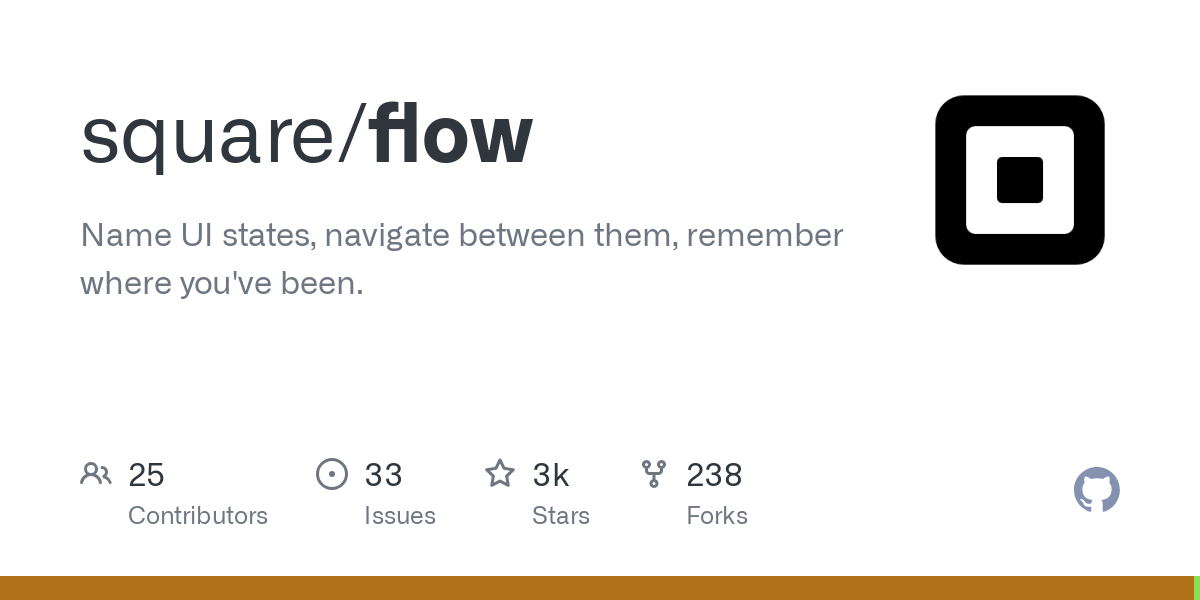 square/flow
Name UI states, navigate between them, remember
where you've been.
25 33 3k 238
Contributors Issues Stars Forks